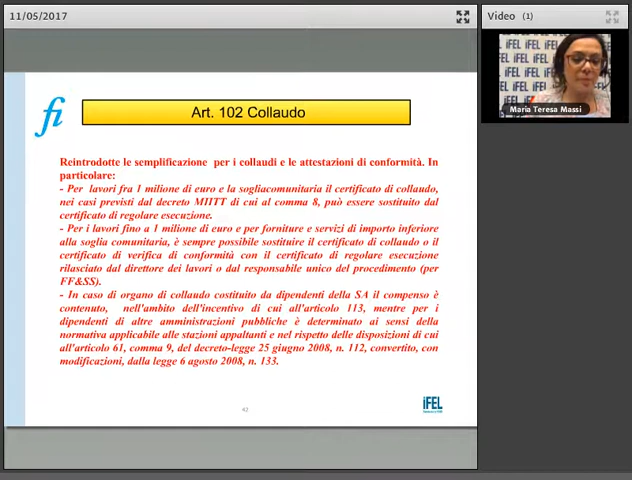 11/05/2017
Video (1)
iFEL
Maria Teresa Massi
fi
Art. 102 Collaudo
Reintrodotte le semplificazione per i collaudi e le attestazioni di conformità. In
particolare:
- Per lavori fra 1 milione di euro e la sogliacomunitaria il certificato di collaudo,
nei casi previsti dal decreto MIITT di cui al comma 8, può essere sostituito dal
certificato di regolare esecuzione.
- Per i lavori fino a 1 milione di euro e per forniture e servizi di importo inferiore
alla soglia comunitaria, è sempre possibile sostituire il certificato di collaudo o il
certificato di verifica di conformità con il certificato di regolare esecuzione
rilasciato dal direttore dei lavori o dal responsabile unico del procedimento (per
FF&SS).
- In caso di organo di collaudo costituito da dipendenti della SA il compenso è
contenuto, nell'ambito dell'incentivo di cui all'articolo 113, mentre per i
dipendenti di altre amministrazioni pubbliche è determinato ai sensi della
normativa applicabile alle stazioni appaltanti e nel rispetto delle disposizioni di cui
all'articolo 61, comma 9, del decreto-legge 25 giugno 2008, n. 112, convertito, con
modificazioni, dalla legge 6 agosto 2008, n. 133.
iFEL